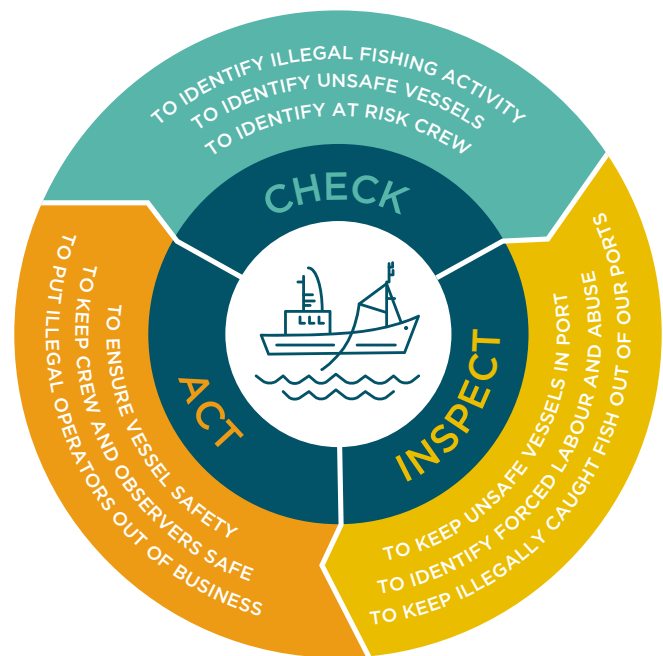 TO IDENTIFY ILLEGAL FISHING ACTIVITY
TO IDENTIFY UNSAFE VESSELS
TO IDENTIFY AT RISK CREW
CHECK
INSPECT
TO KEEP UNSAFE VESSELS IN PORT
TO IDENTIFY FORCED LABOUR AND ABUSE
TO KEEP ILLEGALLY CAUGHT FISH OUT OF OUR PORTS
ACT
TO ENSURE VESSEL SAFETY
TO KEEP CREW AND OBSERVERS SAFE
TO PUT ILLEGAL OPERATORS OUT OF BUSINESS